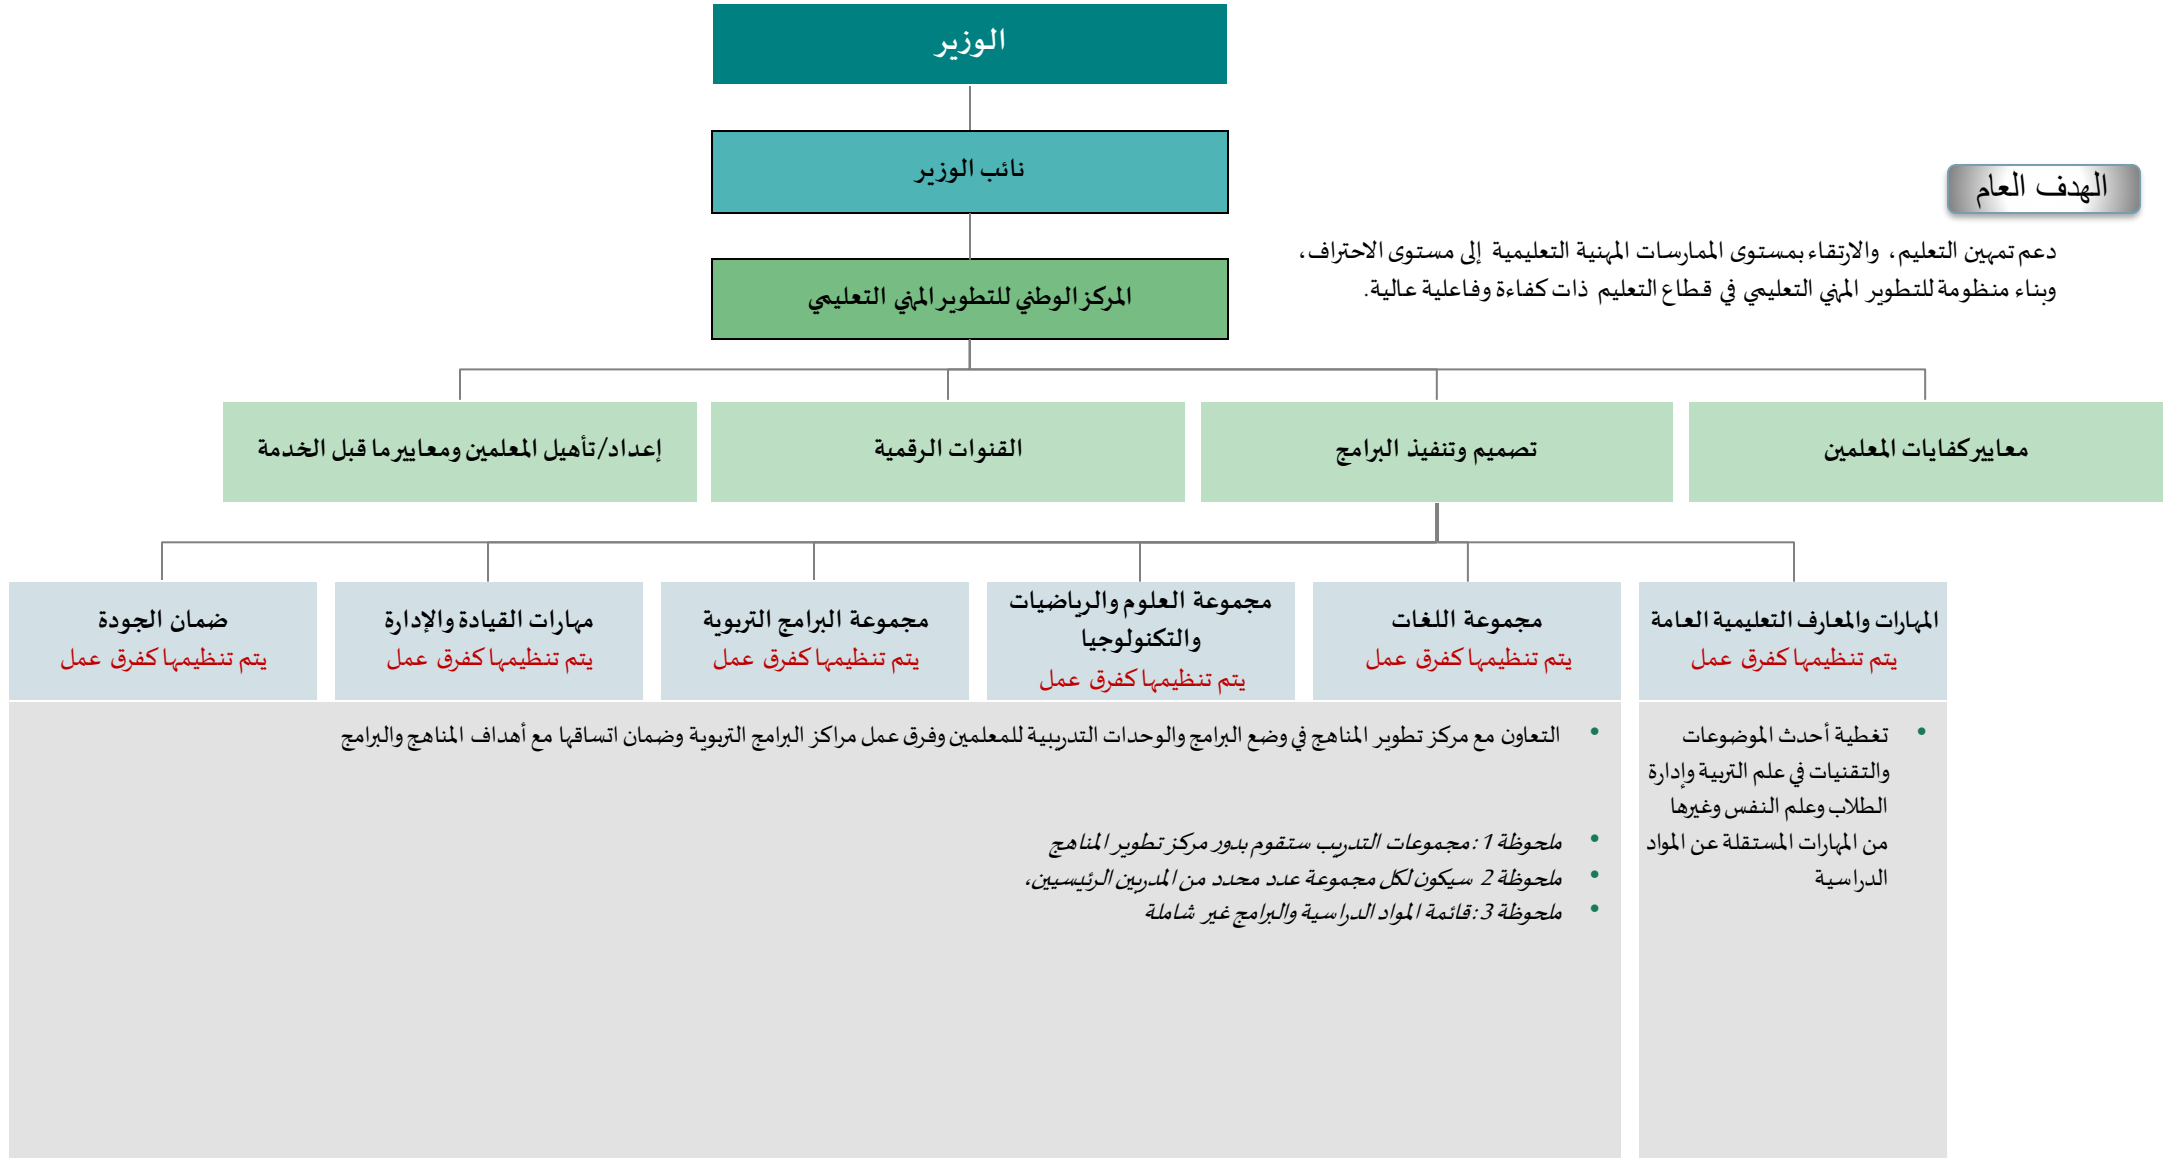 الوزير
نائب الوزير
الهدف العام
دعم تمهين التعليم، والارتقاء بمستوى الممارسات المهنية التعليمية إلى مستوى الاحتراف،
وبناء منظومة للتطوير المهني التعليمي في قطاع التعليم ذات كفاءة وفاعلية عالية.
المركز الوطني للتطوير المهني التعليمي
معايير كفايات المعلمين
تصميم وتنفيذ البرامج
القنوات الرقمية
إعداد/تأهيل المعلمين ومعايير ما قبل الخدمة
المهارات والمعارف التعليمية العامة
يتم تنظيمها كفرق عمل
مجموعة اللغات
يتم تنظيمها كفرق عمل
مجموعة العلوم والرياضيات
والتكنولوجيا
يتم تنظيمها كفرق عمل
مجموعة البرامج التربوية
يتم تنظيمها كفرق عمل
مهارات القيادة والإدارة
يتم تنظيمها كفرق عمل
ضمان الجودة
يتم تنظيمها كفرق عمل
• تغطية أحدث الموضوعات
والتقنيات في علم التربية وإدارة
الطلاب وعلم النفس وغيرها
من المهارات المستقلة عن المواد
الدراسية
• التعاون مع مركز تطوير المناهج في وضع البرامج والوحدات التدريبية للمعلمين وفرق عمل مراكز البرامج التربوية وضمان اتساقها مع أهداف المناهج والبرامج
• ملحوظة 1: مجموعات التدريب ستقوم بدور مركز تطوير المناهج
• ملحوظة 2 سيكون لكل مجموعة عدد محدد من المدربين الرئيسيين،
• ملحوظة 3: قائمة المواد الدراسية والبرامج غير شاملة